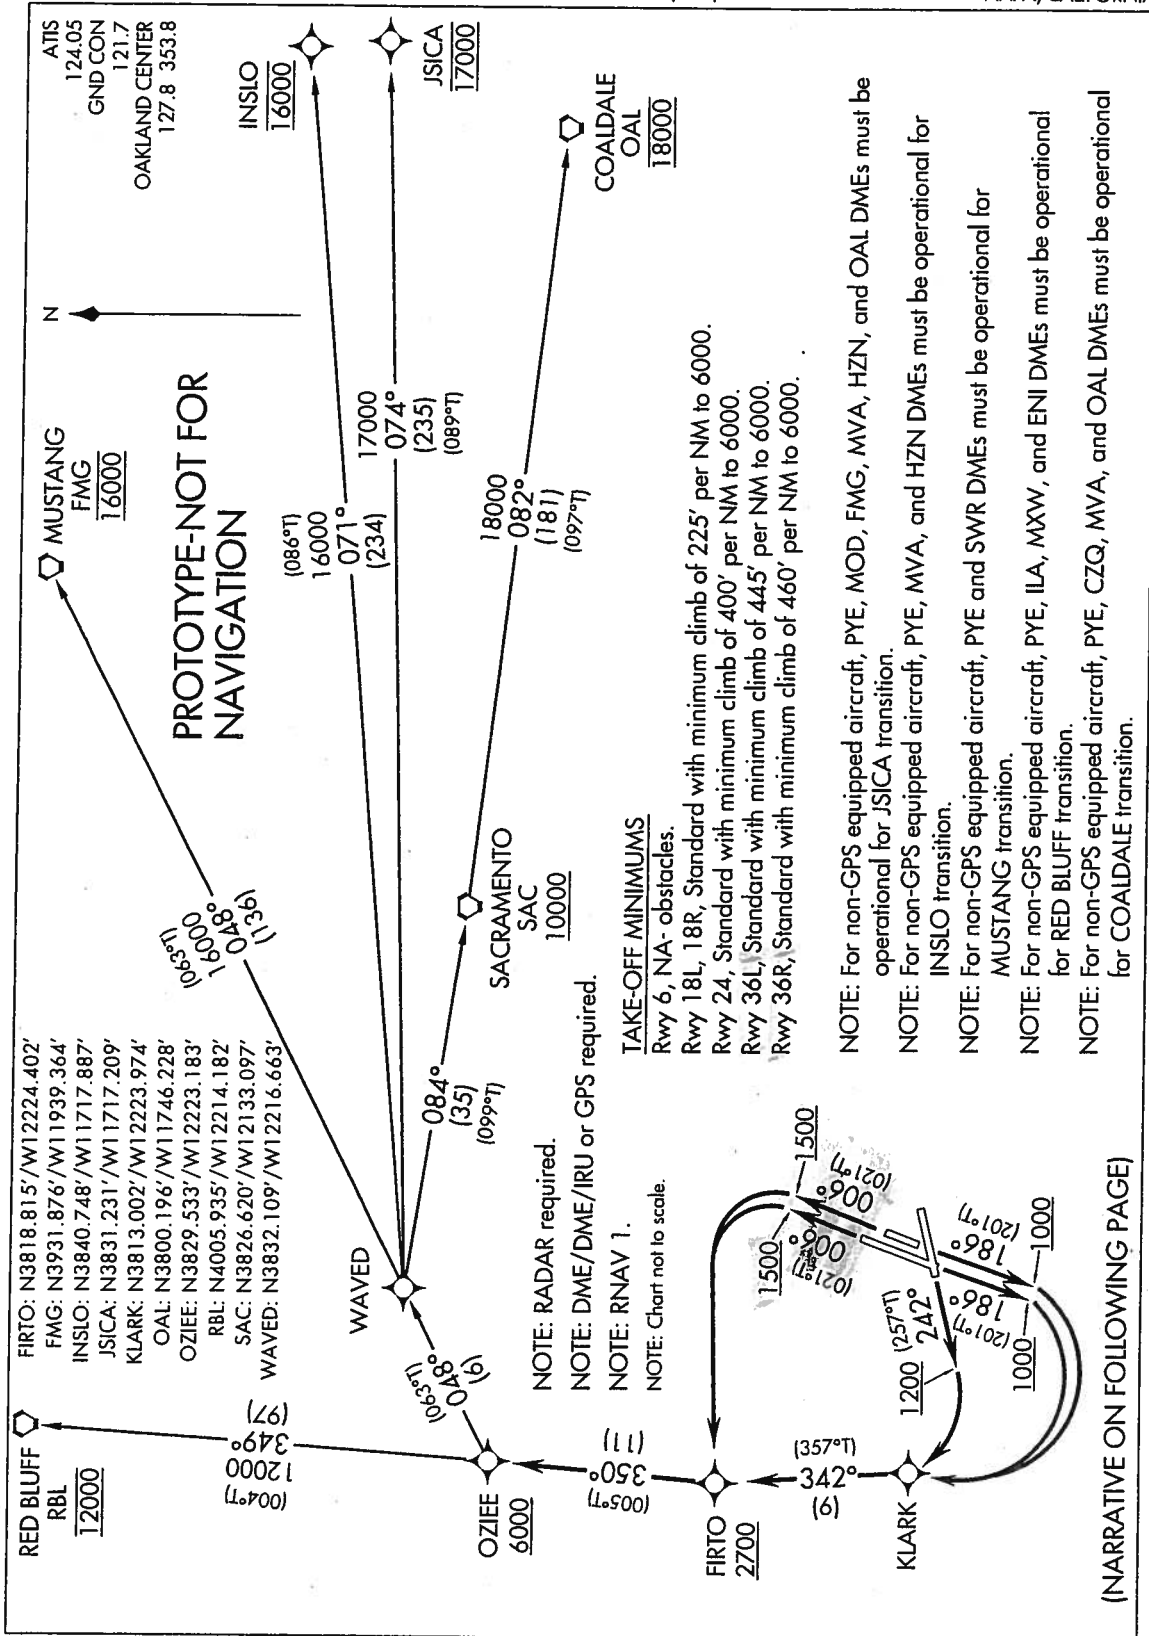 ATIS
124.05
GND CON
121.7
OAKLAND CENTER
127.8 353.8
RED BLUFF
RBL
12000
FIRTO: N3818.815'/W12224.402'
FMG: N3931.876'/W11939.364'
INSLO: N3840.748'/W11717.887'
JSICA: N3831.231'/W11717.209'
KLARK: N3813.002'/W12223.974'
OAL: N3800.196'/W11746.228'
OZIEE: N3829.533'/W12223.183'
RBL: N4005.935'/W12214.182'
SAC: N3826.620'/W12133.097'
WAVED: N3832.109'/W12216.663'
MUSTANG
FMG
16000
N
INSLO
16000
JSICA
17000
COALDALE
OAL
18000
PROTOTYPE-NOT FOR
NAVIGATION
(063°T)
16000
048°
(136)
(086°T)
16000
071°
(234)
17000
074°
(235)
(089°T)
18000
082°
(181)
(097°T)
(97)
349°
12000
(004°T)
WAVED
084°
(35)
(099°T)
SACRAMENTO
SAC
10000
(063°T)
048°
(6)
OZIEE
6000
(11)
350°
(005°T)
FIRTO
2700
(357°T)
342°
(6)
KLARK
NOTE: RADAR required.
NOTE: DME/DME/IRU or GPS required.
NOTE: RNAV 1.
NOTE: Chart not to scale.
TAKE-OFF MINIMUMS
Rwy 6, NA- obstacles.
Rwy 18L, 18R, Standard with minimum climb of 225' per NM to 6000.
Rwy 24, Standard with minimum climb of 400' per NM to 6000.
Rwy 36L, Standard with minimum climb of 445' per NM to 6000.
Rwy 36R, Standard with minimum climb of 460' per NM to 6000.
1500
1500
006°
(021°T)
006°
(021°T)
(257°T)
242°
1200
186°
(201°T)
186°
(201°T)
1000
1000
NOTE: For non-GPS equipped aircraft, PYE, MOD, FMG, MVA, HZN, and OAL DMEs must be
operational for JSICA transition.
NOTE: For non-GPS equipped aircraft, PYE, MVA, and HZN DMEs must be operational for
INSLO transition.
NOTE: For non-GPS equipped aircraft, PYE and SWR DMEs must be operational for
MUSTANG transition.
NOTE: For non-GPS equipped aircraft, PYE, ILA, MXW, and ENI DMEs must be operational
for RED BLUFF transition.
NOTE: For non-GPS equipped aircraft, PYE, CZQ, MVA, and OAL DMEs must be operational
for COALDALE transition.
(NARRATIVE ON FOLLOWING PAGE)